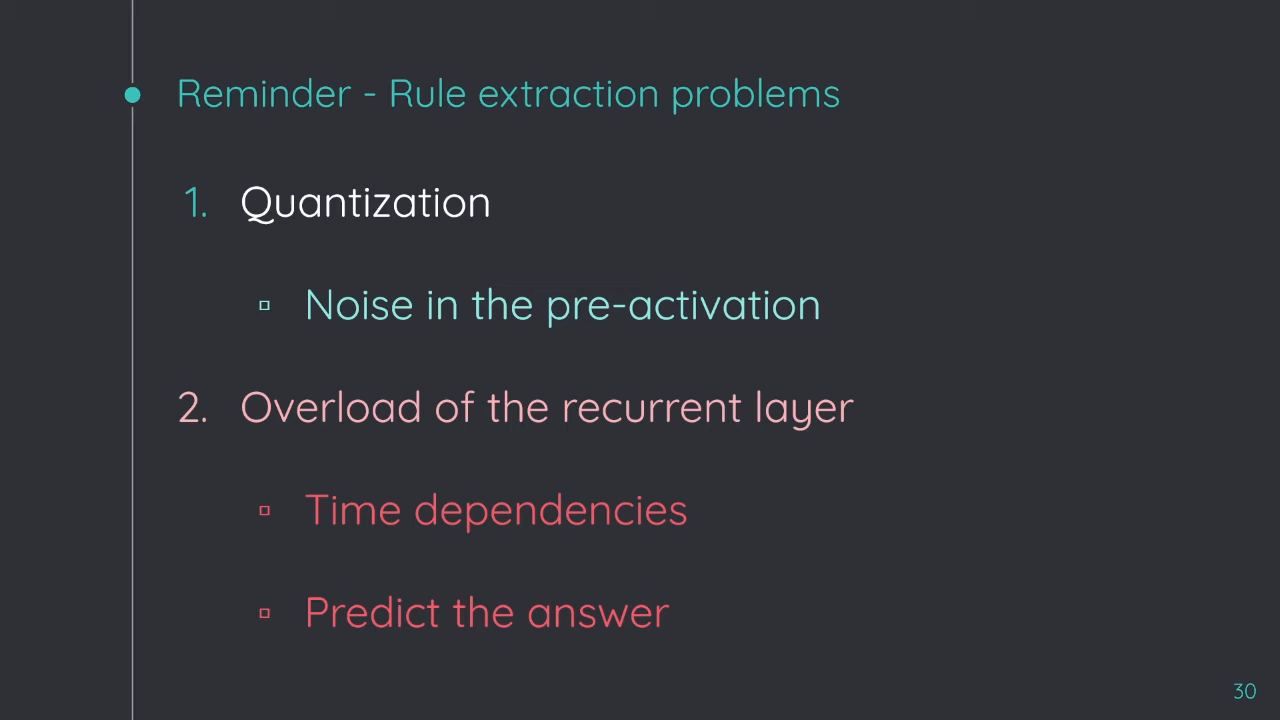 Reminder - Rule extraction problems
1. Quantization
▫ Noise in the pre-activation
2. Overload of the recurrent layer
▫ Time dependencies
▫ Predict the answer
30